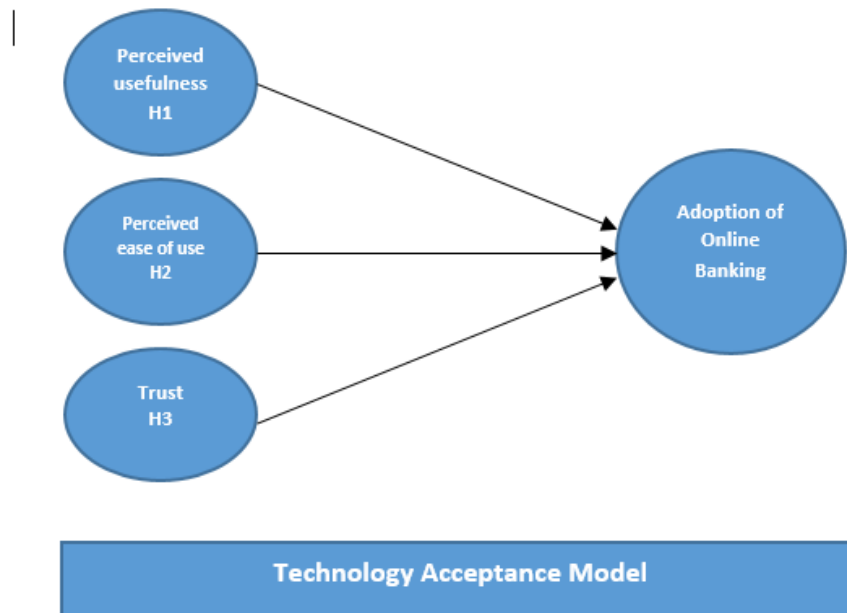 Perceived
usefulness
H1
Perceived
ease of use
H2
Trust
H3
Adoption of
Online
Banking
Technology Acceptance Model